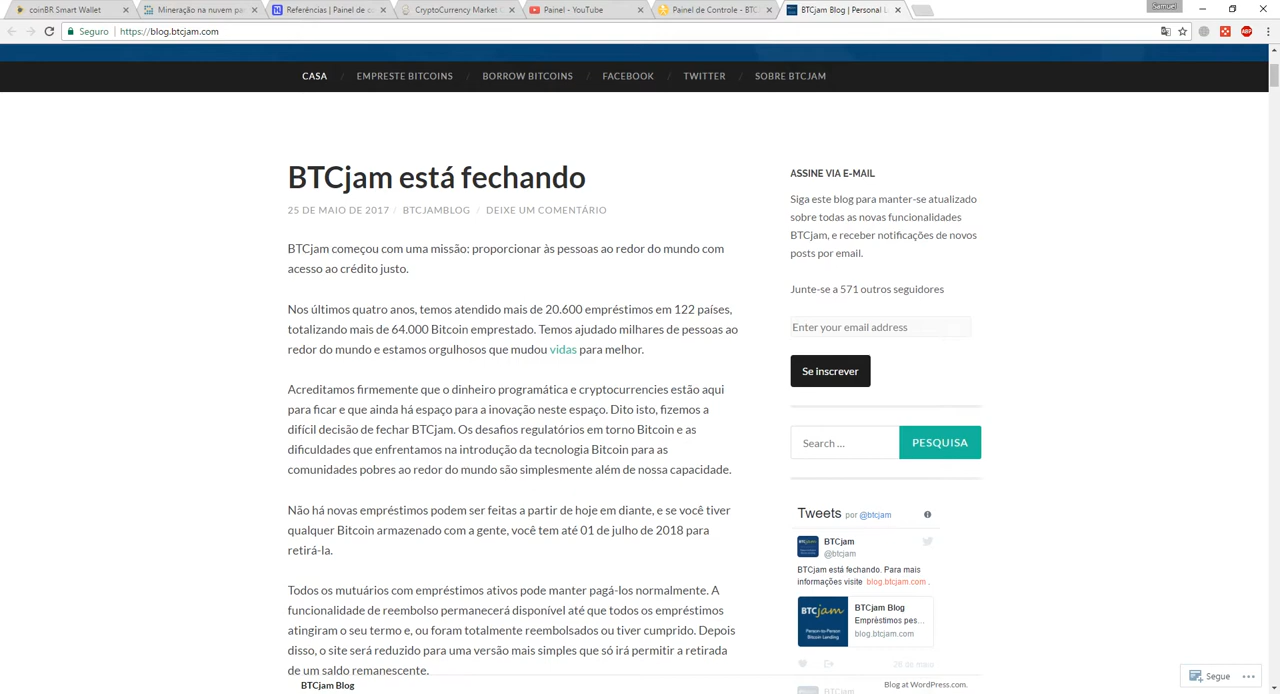 coinBR Smart Wallet
Mineração na nuvem pa
Referências | Painel de c
CryptoCurrency Market
Painel - YouTube
Painel de Controle - BTC
BTCjam Blog | Personal L
Samuel
Seguro | https://blog.btcjam.com
ABP
CASA / EMPRESTE BITCOINS / BORROW BITCOINS / FACEBOOK / TWITTER / SOBRE BTCJAM
BTCjam está fechando
25 DE MAIO DE 2017 / BTCJAMBLOG / DEIXE UM COMENTÁRIO
BTCjam começou com uma missão: proporcionar às pessoas ao redor do mundo com
acesso ao crédito justo.
Nos últimos quatro anos, temos atendido mais de 20.600 empréstimos em 122 países,
totalizando mais de 64.000 Bitcoin emprestado. Temos ajudado milhares de pessoas ao
redor do mundo e estamos orgulhosos que mudou vidas para melhor.
Acreditamos firmemente que o dinheiro programática e cryptocurrencies estão aqui
para ficar e que ainda há espaço para a inovação neste espaço. Dito isto, fizemos a
difícil decisão de fechar BTCjam. Os desafios regulatórios em torno Bitcoin e as
dificuldades que enfrentamos na introdução da tecnologia Bitcoin para as
comunidades pobres ao redor do mundo são simplesmente além de nossa capacidade.
Não há novas empréstimos podem ser feitas a partir de hoje em diante, e se você tiver
qualquer Bitcoin armazenado com a gente, você tem até 01 de julho de 2018 para
retirá-la.
Todos os mutuários com empréstimos ativos pode manter pagá-los normalmente. A
funcionalidade de reembolso permanecerá disponível até que todos os empréstimos
atingiram o seu termo e, ou foram totalmente reembolsados ou tiver cumprido. Depois
disso, o site será reduzido para uma versão mais simples que só irá permitir a retirada
de um saldo remanescente.
ASSINE VIA E-MAIL
Siga este blog para manter-se atualizado
sobre todas as novas funcionalidades
BTCjam, e receber notificações de novos
posts por email.
Junte-se a 571 outros seguidores
Enter your email address
Se inscrever
Search …
PESQUISA
Tweets por @btcjam
BTCjam
@btcjam
BTCjam está fechando. Para mais
informações visite blog.btcjam.com .
BTCjam
Person-to-Person
Bitcoin Lending
BTCjam Blog
Empréstimos pes…
blog.btcjam.com
26 de maio
BTCjam
BTCjam Blog
Blog at WordPress.com.
Segue